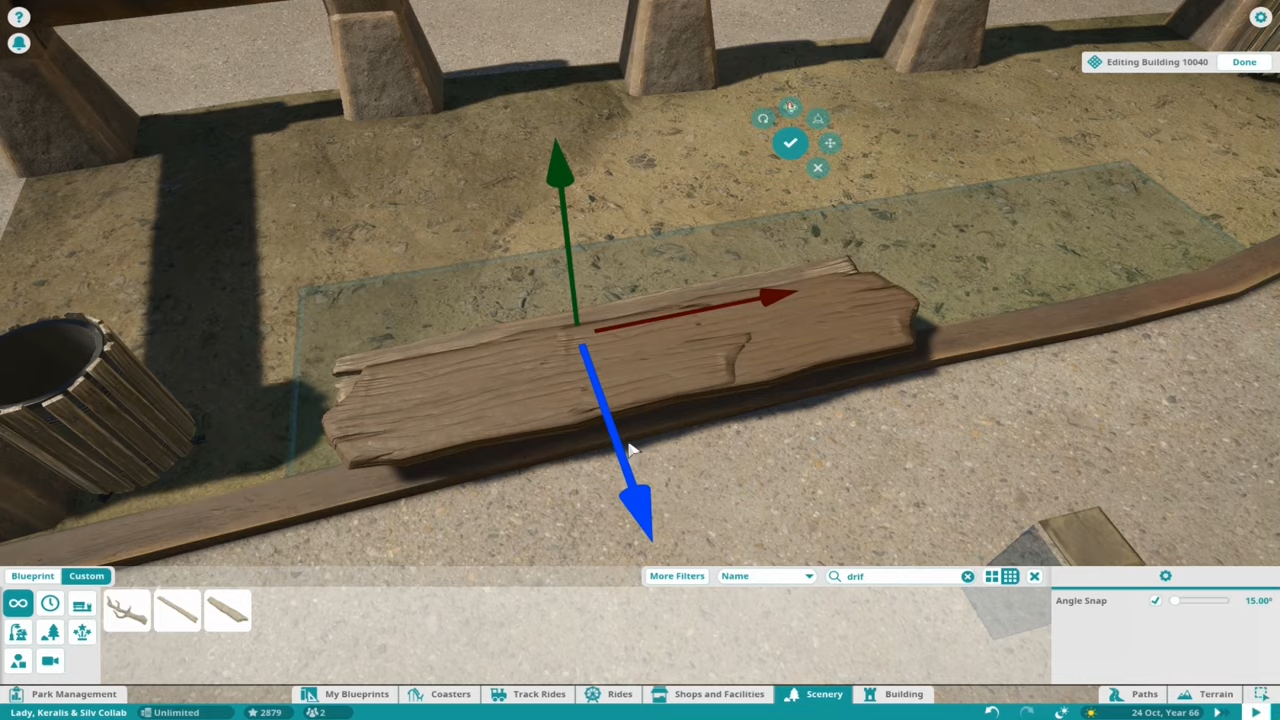 ?
Editing Building 10040 Done
Blueprint Custom More Filters Name drif
Angle Snap 15.00°
Park Management My Blueprints Coasters Track Rides Rides Shops and Facilities Scenery Building Paths Terrain
Lady, Keralis & Silv Collab Unlimited 2879 2 24 Oct, Year 66